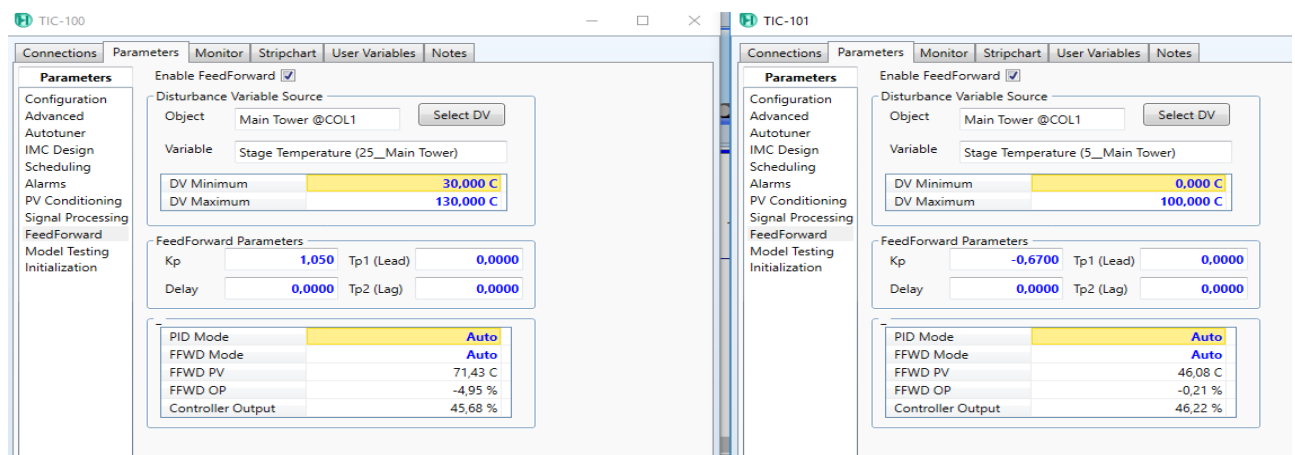 TIC-100
Connections Parameters Monitor Stripchart User Variables Notes
Parameters
Configuration
Advanced
Autotuner
IMC Design
Scheduling
Alarms
PV Conditioning
Signal Processing
FeedForward
Model Testing
Initialization
Enable FeedForward
Disturbance Variable Source
Object Main Tower @COL1 Select DV
Variable Stage Temperature (25__Main Tower)
DV Minimum 30,000 C
DV Maximum 130,000 C
FeedForward Parameters
Kp 1,050 Tp1 (Lead) 0,0000
Delay 0,0000 Tp2 (Lag) 0,0000
PID Mode Auto
FFWD Mode Auto
FFWD PV 71,43 C
FFWD OP -4,95 %
Controller Output 45,68 %
TIC-101
Connections Parameters Monitor Stripchart User Variables Notes
Parameters
Configuration
Advanced
Autotuner
IMC Design
Scheduling
Alarms
PV Conditioning
Signal Processing
FeedForward
Model Testing
Initialization
Enable FeedForward
Disturbance Variable Source
Object Main Tower @COL1 Select DV
Variable Stage Temperature (5__Main Tower)
DV Minimum 0,000 C
DV Maximum 100,000 C
FeedForward Parameters
Kp -0,6700 Tp1 (Lead) 0,0000
Delay 0,0000 Tp2 (Lag) 0,0000
PID Mode Auto
FFWD Mode Auto
FFWD PV 46,08 C
FFWD OP -0,21 %
Controller Output 46,22 %